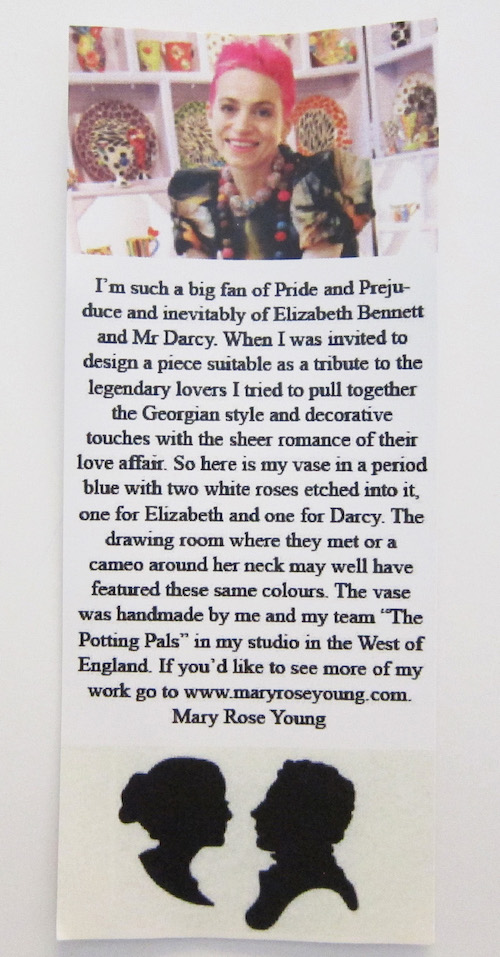 I'm such a big fan of Pride and Preju-
duce and inevitably of Elizabeth Bennett
and Mr Darcy. When I was invited to
design a piece suitable as a tribute to the
legendary lovers I tried to pull together
the Georgian style and decorative
touches with the sheer romance of their
love affair. So here is my vase in a period
blue with two white roses etched into it,
one for Elizabeth and one for Darcy. The
drawing room where they met or a
cameo around her neck may well have
featured these same colours. The vase
was handmade by me and my team "The
Potting Pals" in my studio in the West of
England. If you'd like to see more of my
work go to www.maryroseyoung.com.
Mary Rose Young